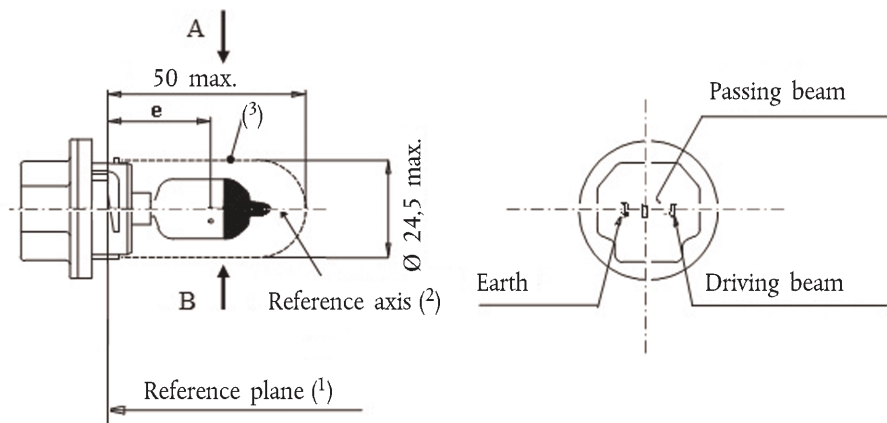 A
50 max.
e
(³)
Ø 24,5 max.
B
Reference axis (²)
Reference plane (¹)
Passing beam
Earth
Driving beam